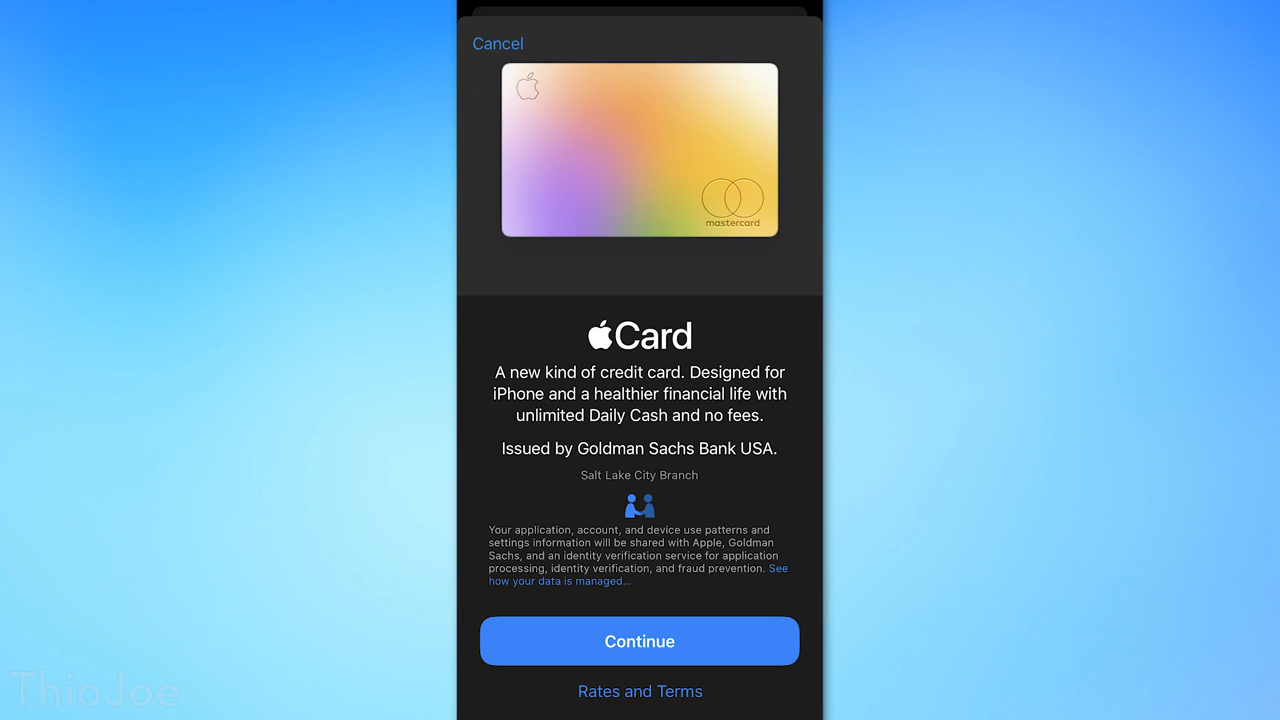 Cancel
mastercard
Card
A new kind of credit card. Designed for
iPhone and a healthier financial life with
unlimited Daily Cash and no fees.
Issued by Goldman Sachs Bank USA.
Salt Lake City Branch
Your application, account, and device use patterns and
settings information will be shared with Apple, Goldman
Sachs, and an identity verification service for application
processing, identity verification, and fraud prevention. See
how your data is managed...
Continue
Rates and Terms
ThioJoe